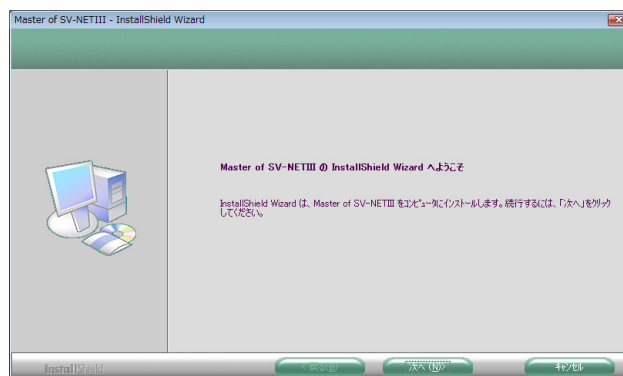 Master of SV-NETIII - InstallShield Wizard
Master of SV-NETIII の InstallShield Wizard へようこそ
InstallShield Wizard は、Master of SV-NETIII をコンピュータにインストールします。続行するには、「次へ」をクリック
してください。
InstallShield
< 戻る(B) 次へ(N)> キャンセル